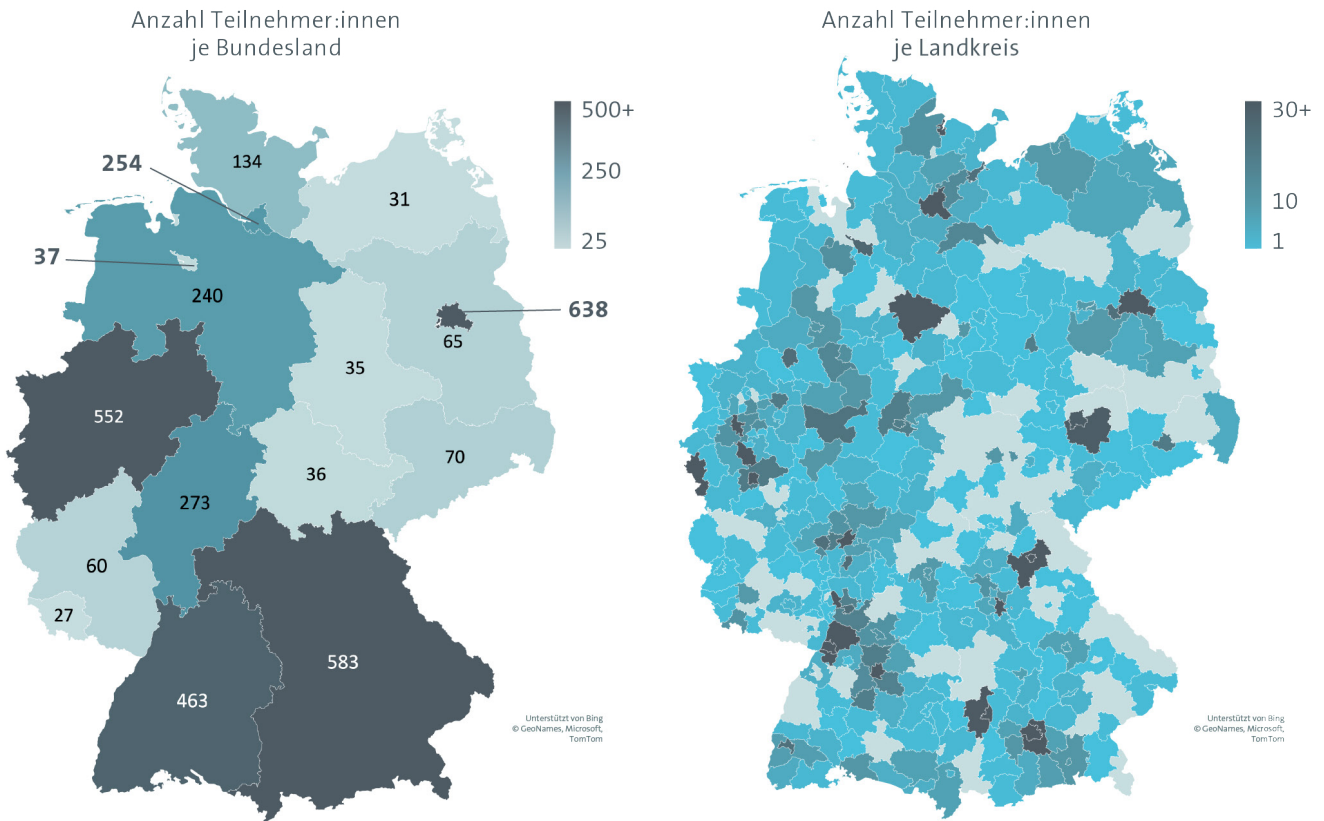 Anzahl Teilnehmer:innen
je Bundesland
500+
250
25
254
134
31
37
240
638
65
35
552
36
70
273
60
27
583
463
Unterstützt von Bing
© GeoNames, Microsoft,
TomTom
Anzahl Teilnehmer:innen
je Landkreis
30+
10
1
Unterstützt von Bing
© GeoNames, Microsoft,
TomTom